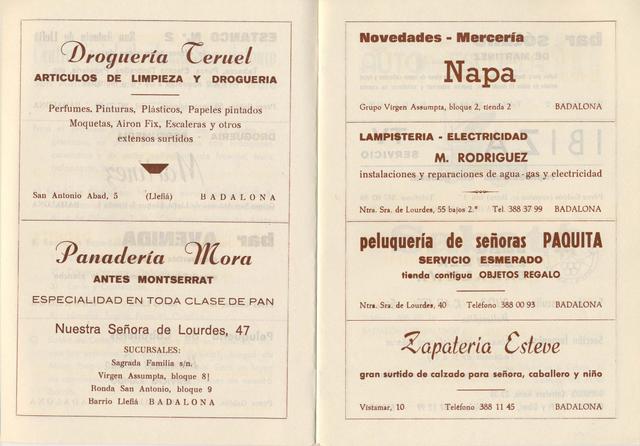 Droguería Teruel
ARTICULOS DE LIMPIEZA Y DROGUERIA
Perfumes. Pinturas, Plásticos, Papeles pintados
Moquetas, Airon Fix, Escaleras y otros
extensos surtidos
San Antonio Abad, 5 (Llefiá) BADALONA
Panadería Mora
ANTES MONTSERRAT
ESPECIALIDAD EN TODA CLASE DE PAN
Nuestra Señora de Lourdes, 47
SUCURSALES:
Sagrada Familia s/n.
Virgen Assumpta, bloque 8
Ronda San Antonio, bloque 9
Barrio Llefiá BADALONA
Novedades - Mercería
Napa
Grupo Virgen Assumpta, bloque 2, tienda 2 BADALONA
LAMPISTERIA - ELECTRICIDAD
M. RODRIGUEZ
instalaciones y reparaciones de agua-gas y electricidad
Ntra. Sra. de Lourdes, 55 bajos 2.ª Tel. 388 37 99 BADALONA
peluquería de señoras PAQUITA
SERVICIO ESMERADO
tienda contigua OBJETOS REGALO
Ntra. Sra. de Lourdes, 40 Teléfono 388 00 93 BADALONA
Zapatería Esteve
gran surtido de calzado para señora, caballero y niño
Vistamar, 10 Teléfono 388 11 45 BADALONA